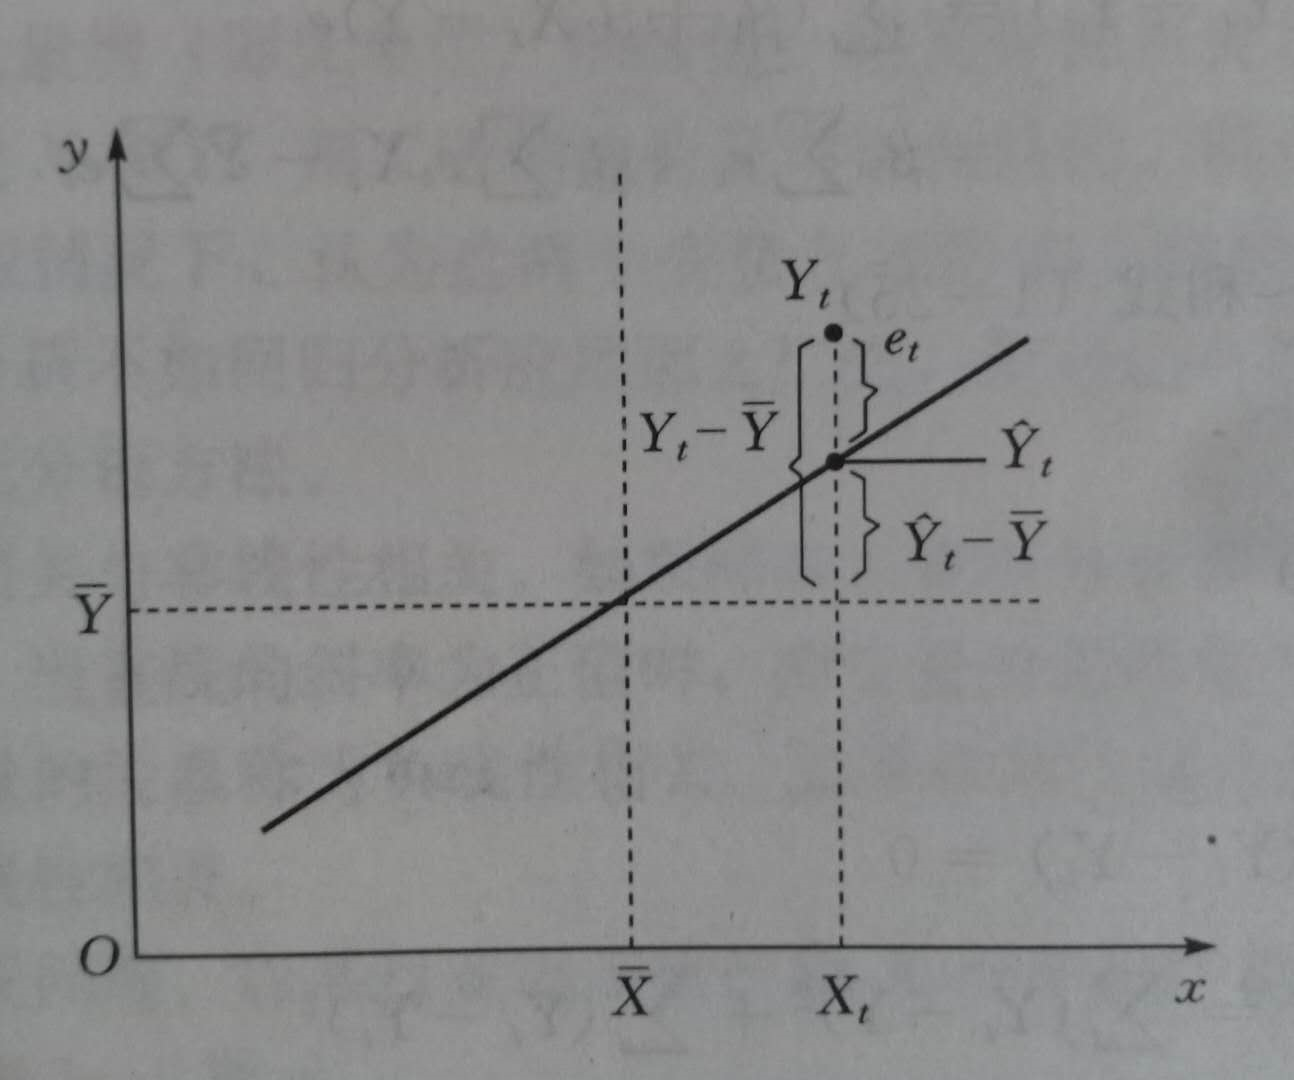 y
Yₜ
eₜ
Yₜ − Ȳ
Ŷₜ
Ŷₜ − Ȳ
Ȳ
O
X̄
Xₜ
x